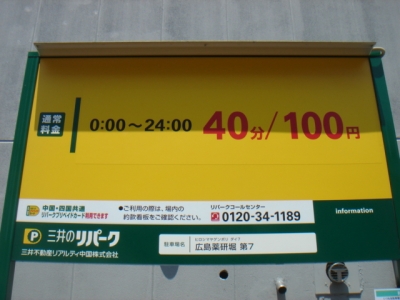 通常
料金
0:00～24:00
40分/100円
中国・四国共通
リパークプリペイドカード利用できます
●ご利用の際は、場内の
約款看板をご確認ください。
リパークコールセンター
0120-34-1189
information
P 三井のリパーク
三井不動産リアルティ中国株式会社
駐車場名
広島薬研堀 第7